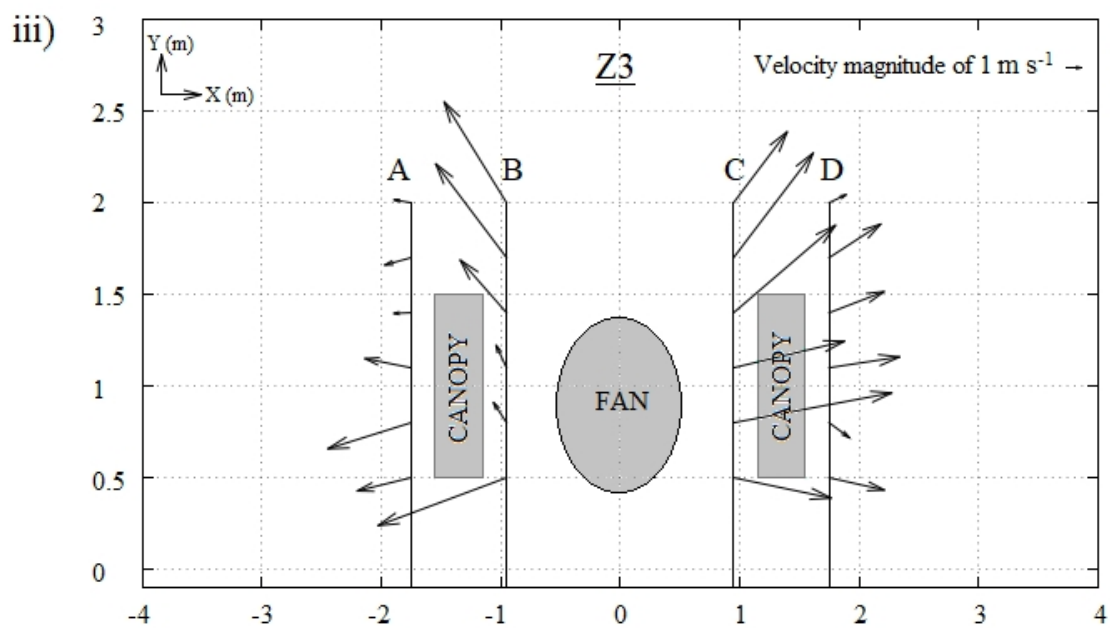 iii)
3
Y (m)
X (m)
Z3
Velocity magnitude of 1 m s-1
2.5
A B C D
2
1.5
CANOPY FAN CANOPY
1
0.5
0
-4 -3 -2 -1 0 1 2 3 4